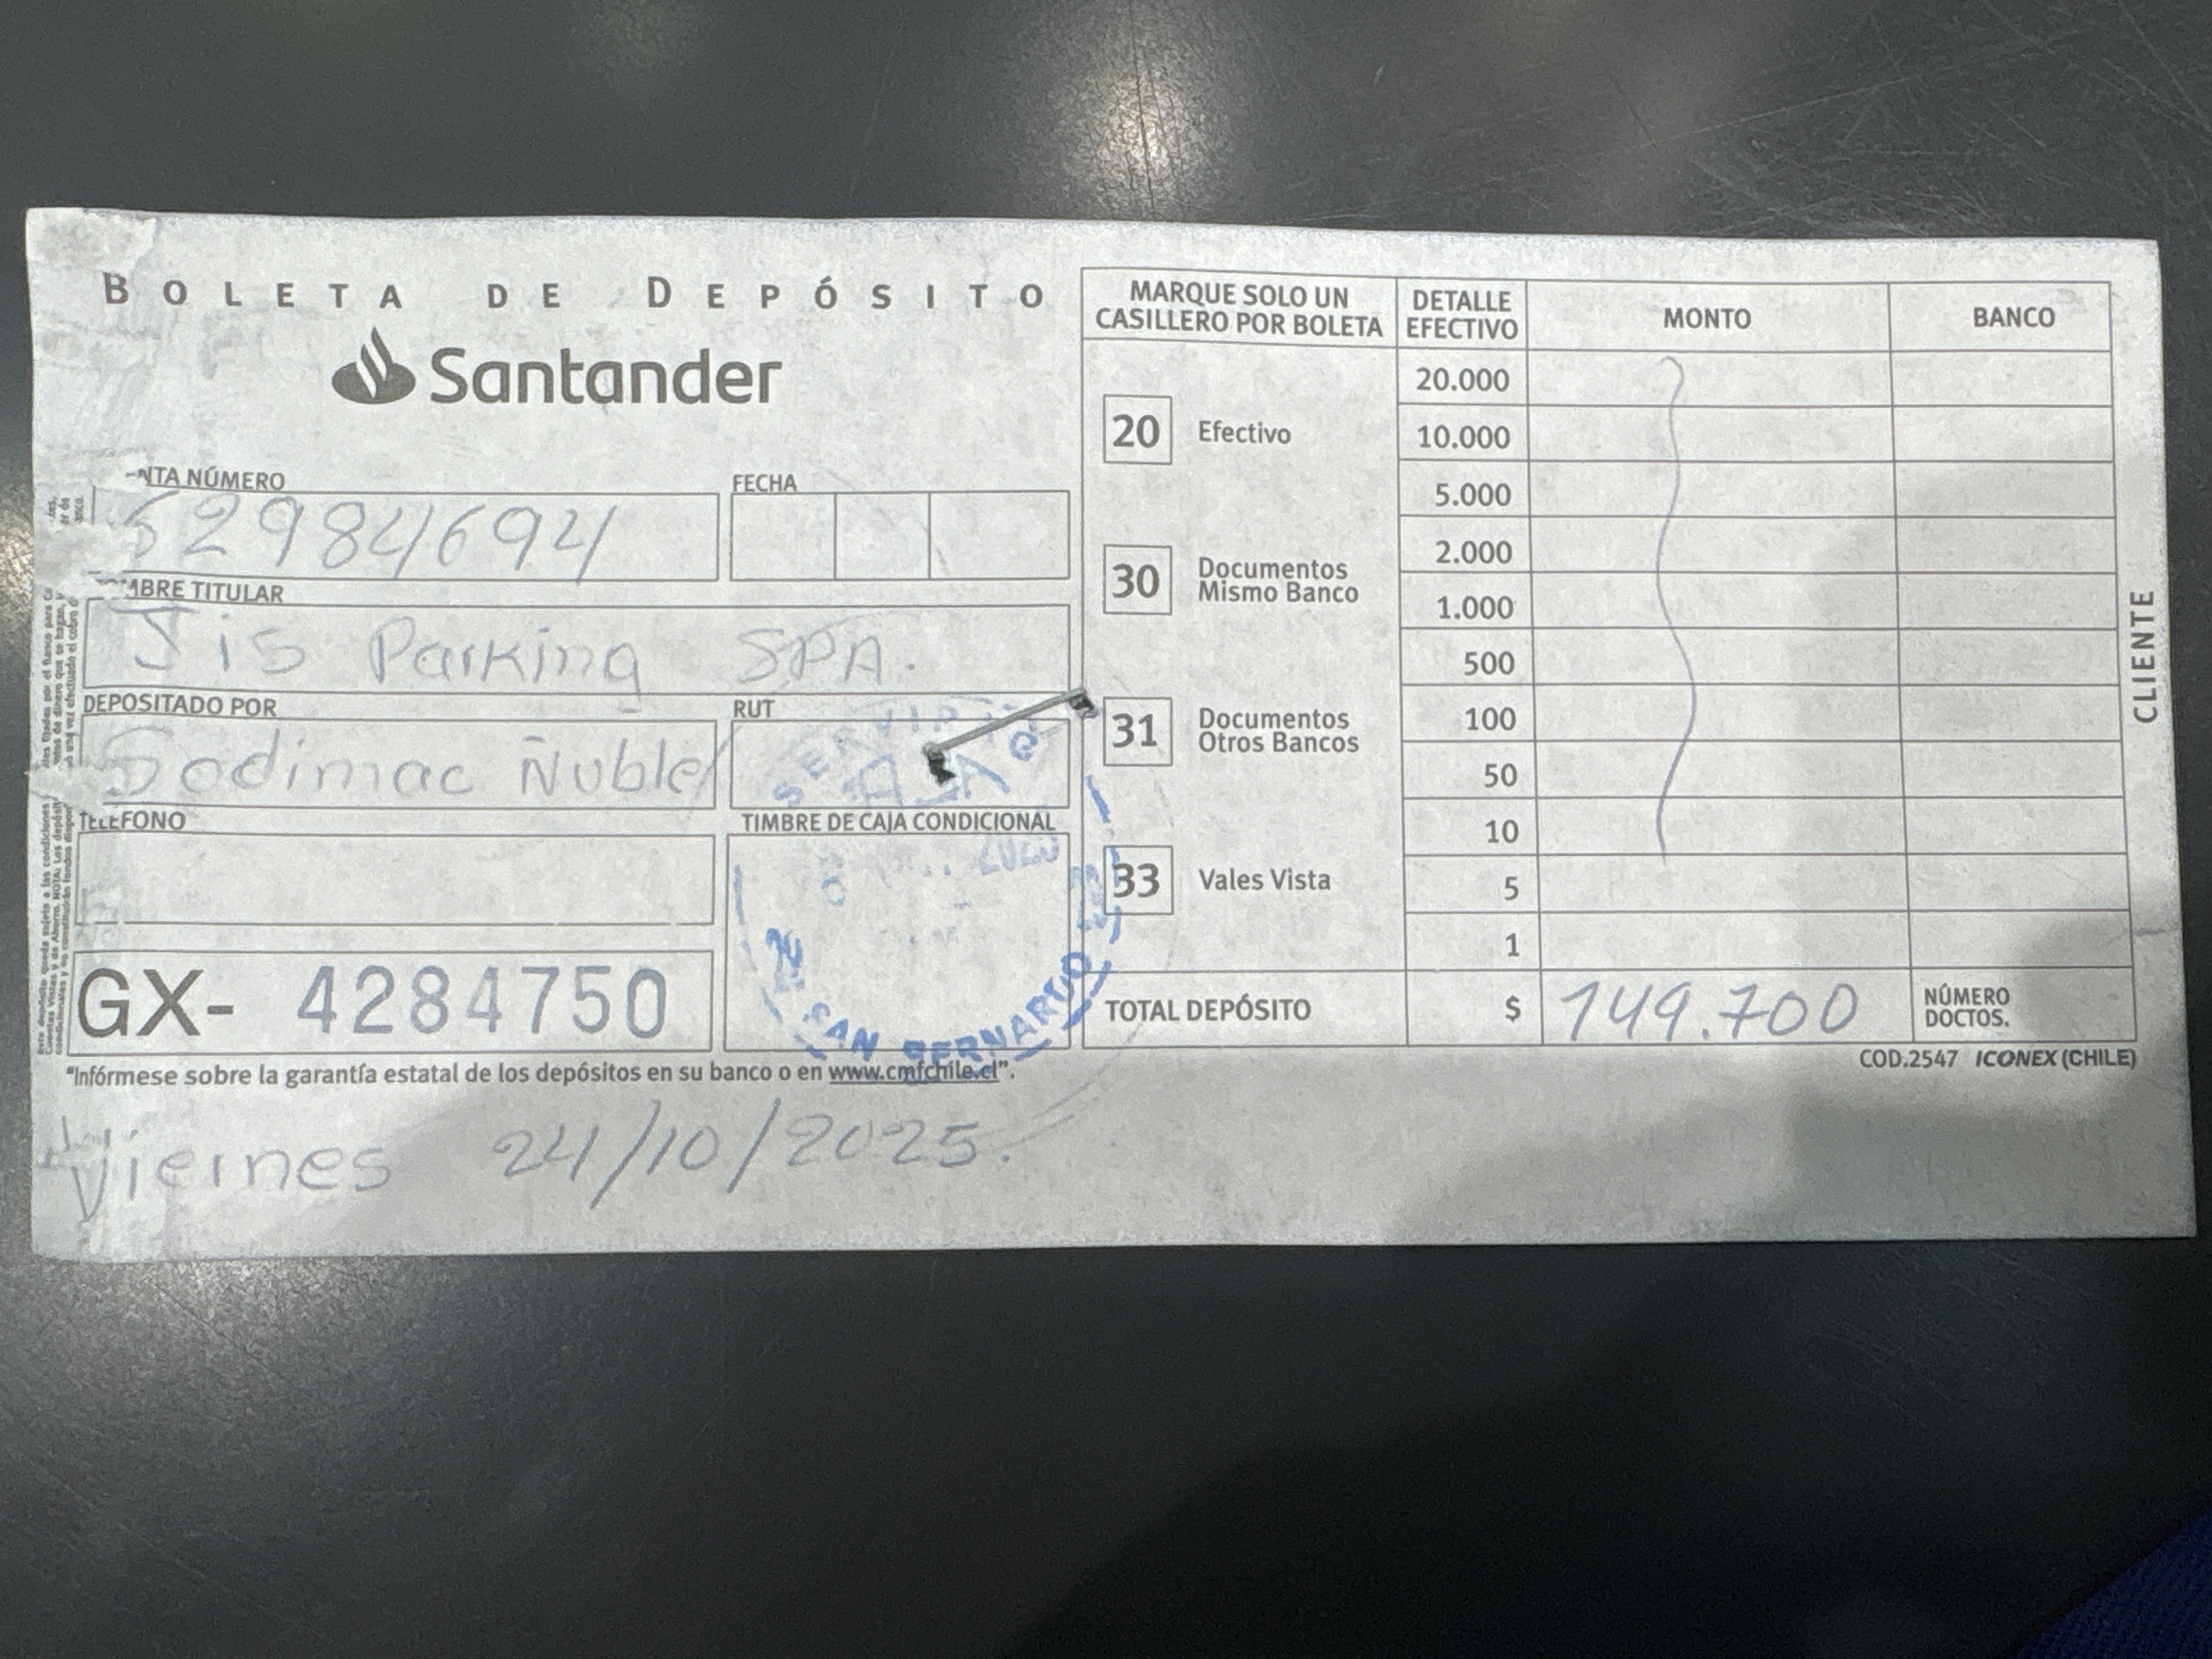 BOLETA DE DEPÓSITO
Santander
NTA NÚMERO
62984694
FECHA
MBRE TITULAR
Jis Parking SPA.
DEPOSITADO POR
Sodimac Ñuble
RUT
TELÉFONO
TIMBRE DE CAJA CONDICIONAL
2025
SAN BERNARDO
GX- 4284750
"Infórmese sobre la garantía estatal de los depósitos en su banco o en www.cmfchile.cl".
Viernes 24/10/2025.
MARQUE SOLO UN CASILLERO POR BOLETA
DETALLE EFECTIVO
MONTO
BANCO
20 Efectivo
30 Documentos Mismo Banco
31 Documentos Otros Bancos
33 Vales Vista
20.000
10.000
5.000
2.000
1.000
500
100
50
10
5
1
TOTAL DEPÓSITO $ 149.700
NÚMERO DOCTOS.
CLIENTE
COD.2547 ICONEX (CHILE)